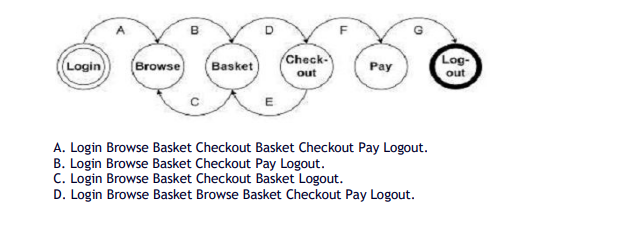 A B D F G
Login Browse Basket Check-out Pay Log-out
C E
A. Login Browse Basket Checkout Basket Checkout Pay Logout.
B. Login Browse Basket Checkout Pay Logout.
C. Login Browse Basket Checkout Basket Logout.
D. Login Browse Basket Browse Basket Checkout Pay Logout.